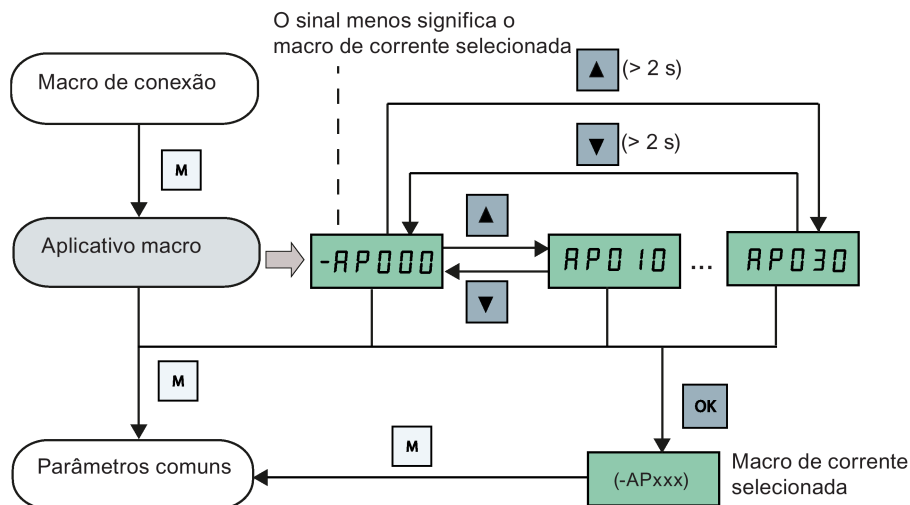 O sinal menos significa o
macro de corrente selecionada
Macro de conexão
▲ (> 2 s)
▼ (> 2 s)
M
Aplicativo macro
▲
-AP000
AP010
...
AP030
▼
M
OK
M
Parâmetros comuns
(-APxxx)
Macro de corrente
selecionada